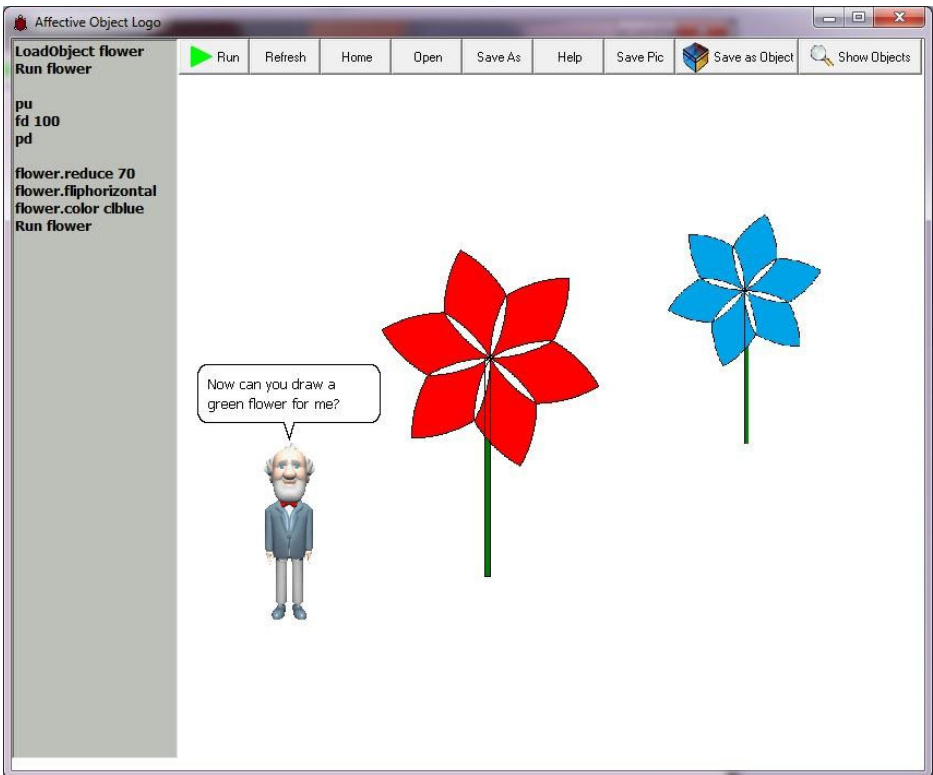 Affective Object Logo
Run Refresh Home Open Save As Help Save Pic Save as Object Show Objects
LoadObject flower
Run flower
pu
fd 100
pd
flower.reduce 70
flower.fliphorizontal
flower.color clblue
Run flower
Now can you draw a
green flower for me?